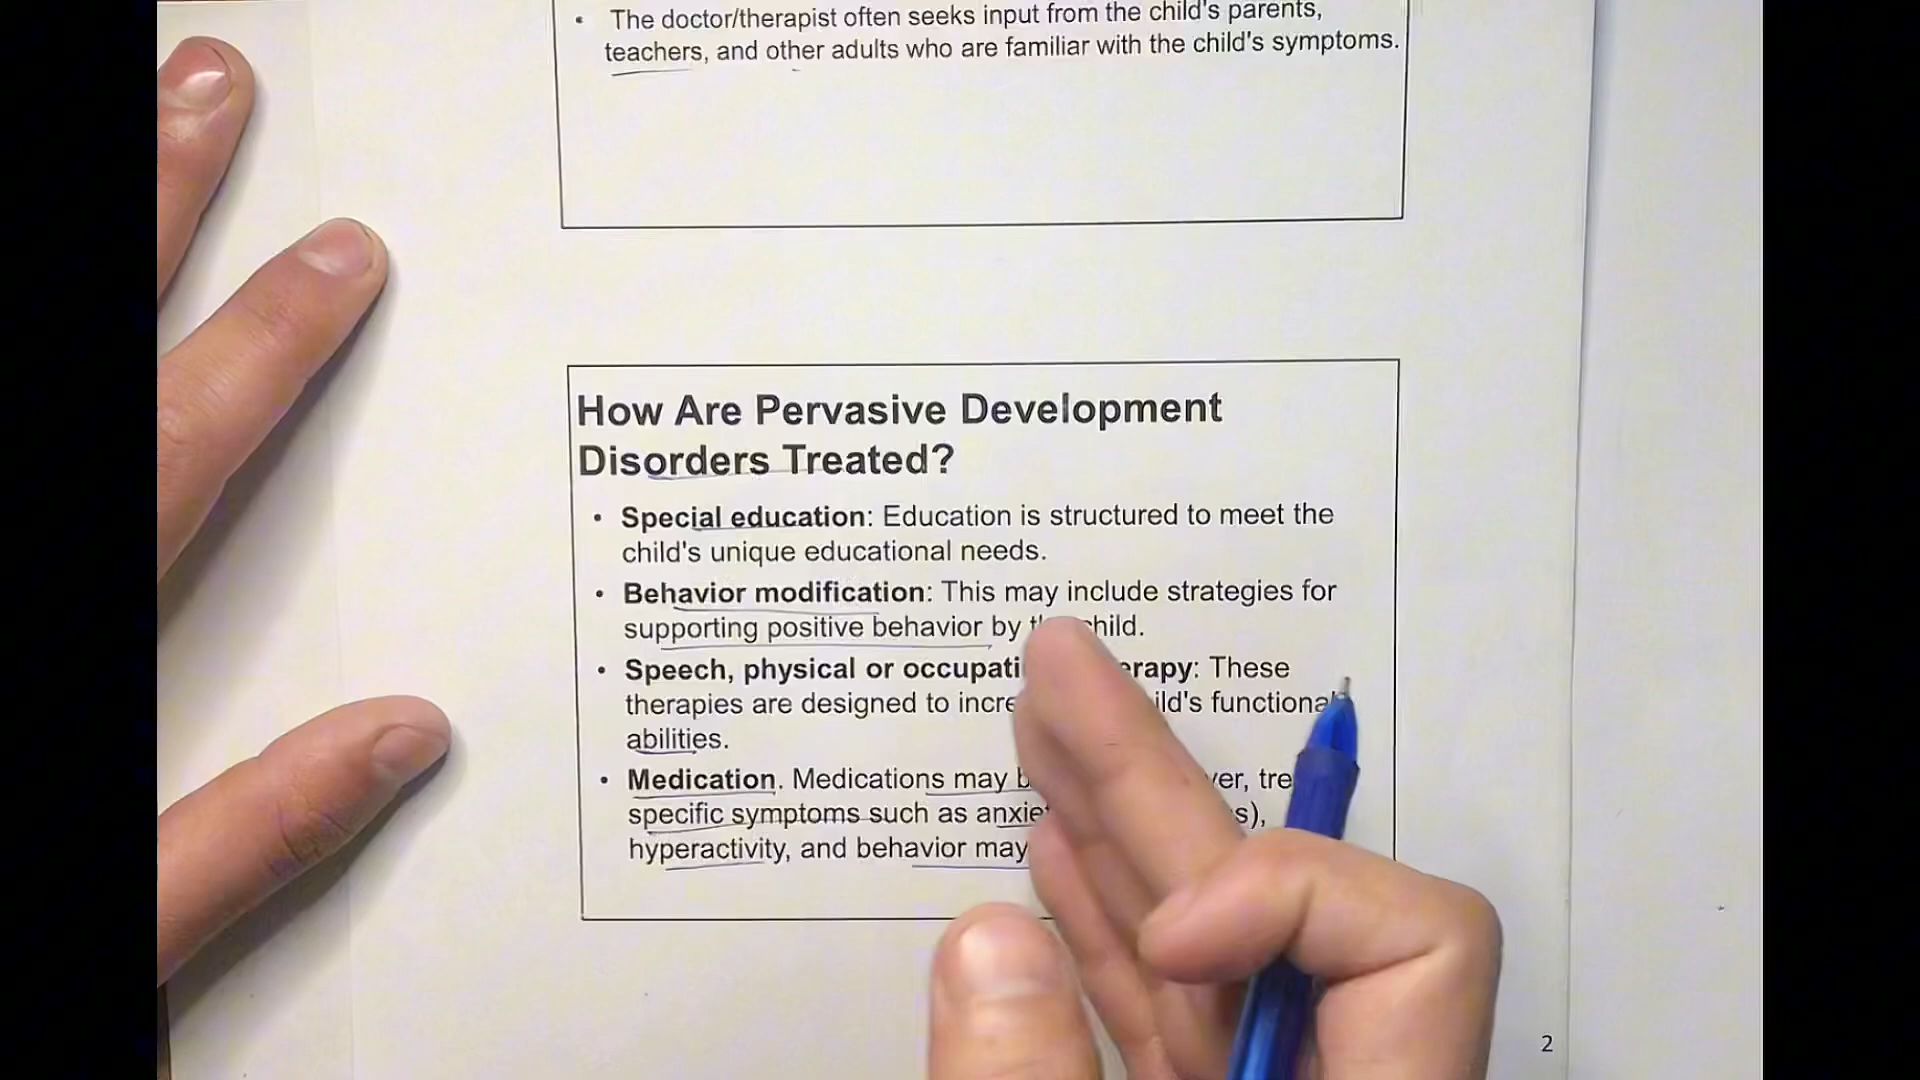 • The doctor/therapist often seeks input from the child's parents,
teachers, and other adults who are familiar with the child's symptoms.
How Are Pervasive Development
Disorders Treated?
• Special education: Education is structured to meet the
child's unique educational needs.
• Behavior modification: This may include strategies for
supporting positive behavior by child.
• Speech, physical or These
therapies are designed to functional
abilities.
• Medication. Medications may
specific symptoms such as
hyperactivity, and behavior may
2